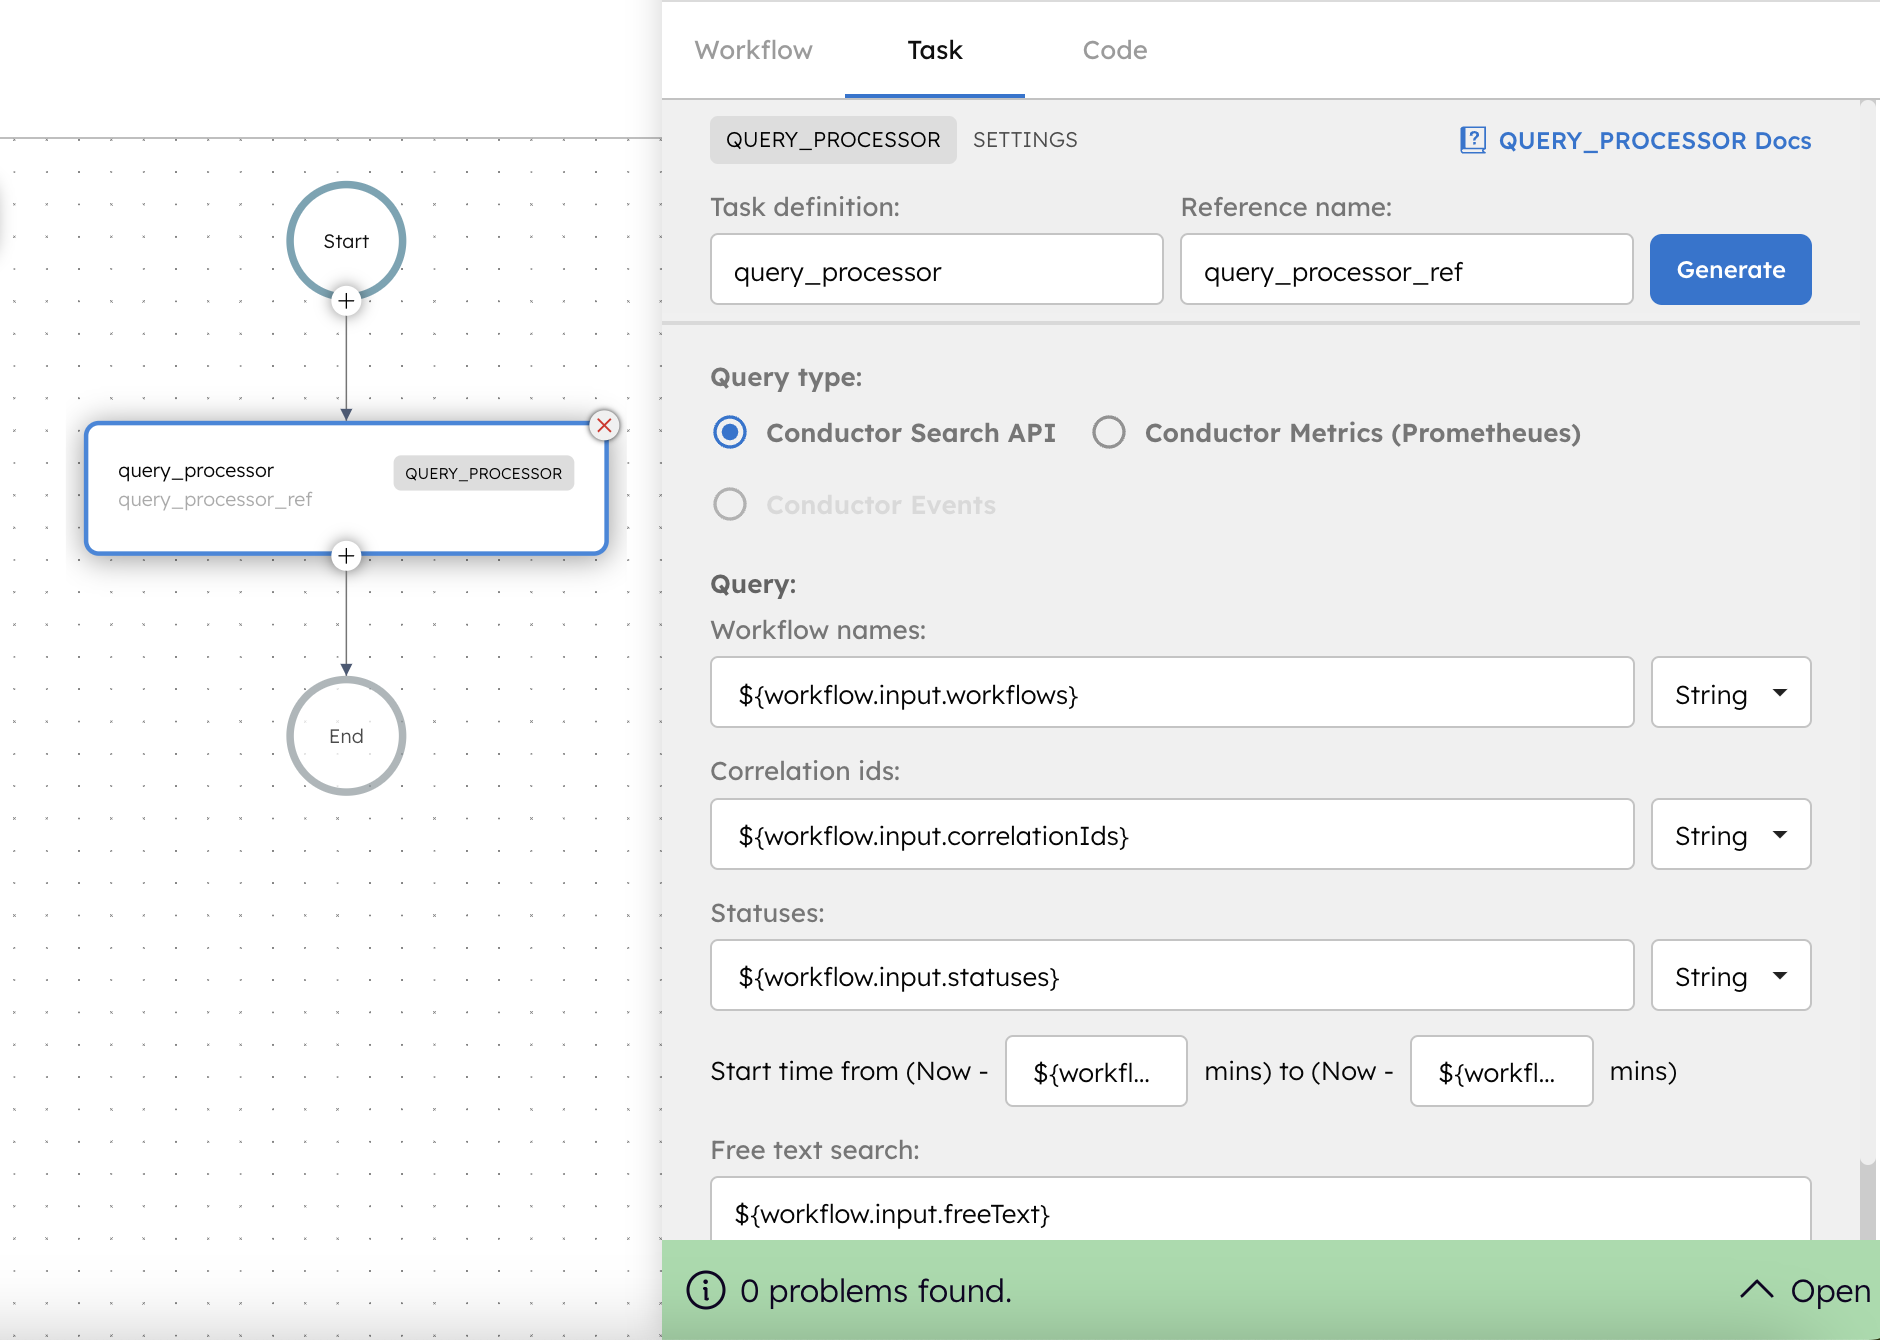 Workflow
Task
Code
QUERY_PROCESSOR
SETTINGS
QUERY_PROCESSOR Docs
Task definition:
Reference name:
query_processor
query_processor_ref
Generate
Start
query_processor
QUERY_PROCESSOR
query_processor_ref
End
Query type:
Conductor Search API
Conductor Metrics (Prometheues)
Conductor Events
Query:
Workflow names:
${workflow.input.workflows}
String
Correlation ids:
${workflow.input.correlationIds}
String
Statuses:
${workflow.input.statuses}
String
Start time from (Now - ${workfl... mins) to (Now - ${workfl... mins)
Free text search:
${workflow.input.freeText}
0 problems found.
Open